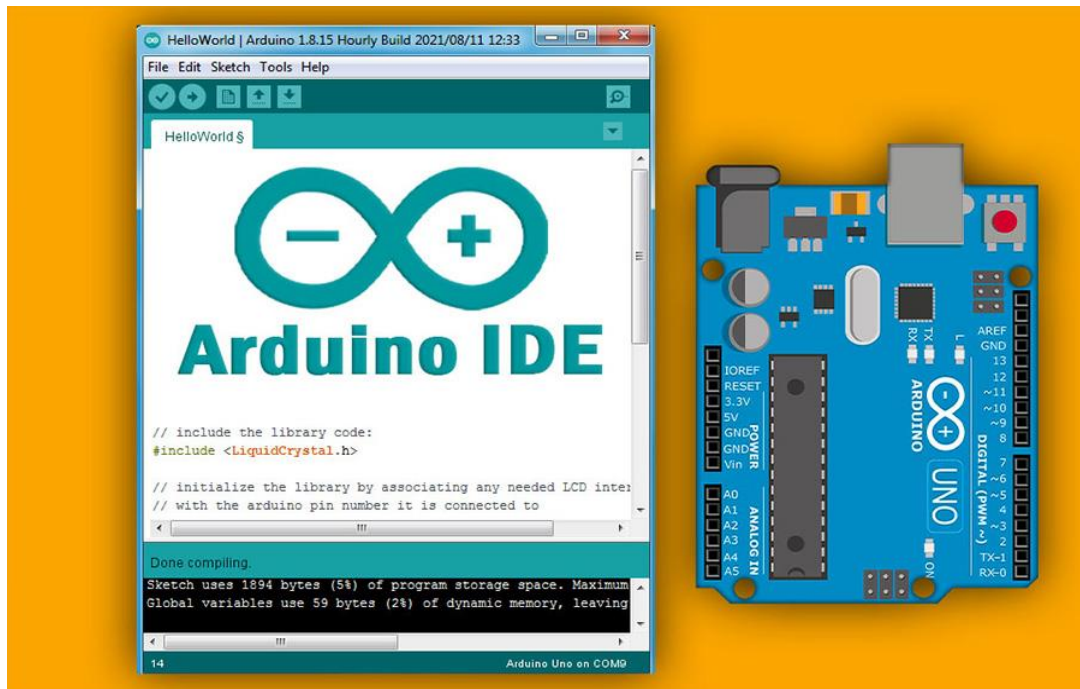 HelloWorld | Arduino 1.8.15 Hourly Build 2021/08/11 12:33
File Edit Sketch Tools Help
HelloWorld §
Arduino IDE
// include the library code:
#include <LiquidCrystal.h>
// initialize the library by associating any needed LCD inter
// with the arduino pin number it is connected to
Done compiling.
Sketch uses 1894 bytes (5%) of program storage space. Maximum
Global variables use 59 bytes (2%) of dynamic memory, leaving
14
Arduino Uno on COM9
RX
TX
L
IOREF
RESET
3.3V
5V
GND
GND
Vin
POWER
A0
A1
A2
A3
A4
A5
ANALOG IN
ARDUINO
UNO
ON
AREF
GND
13
12
~11
~10
~9
8
7
~6
~5
4
~3
2
TX-1
RX-0
DIGITAL (PWM ~)